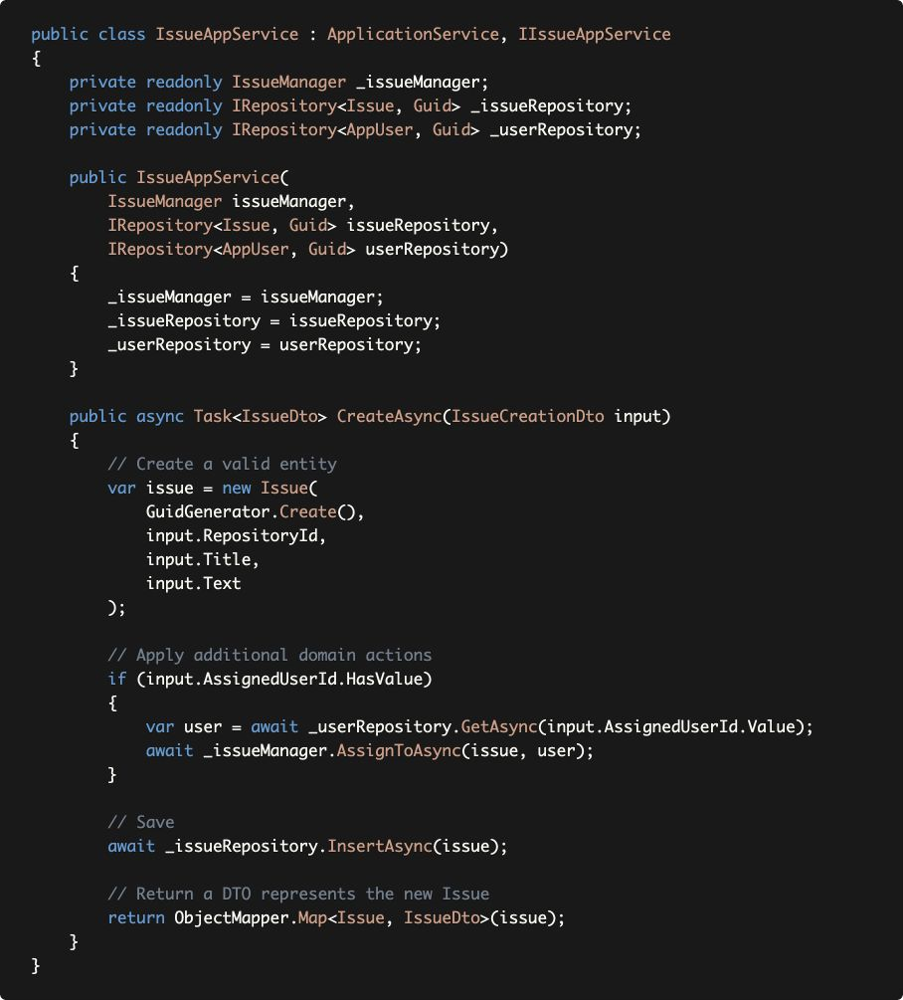 public class IssueAppService : ApplicationService, IIssueAppService
{
    private readonly IssueManager _issueManager;
    private readonly IRepository<Issue, Guid> _issueRepository;
    private readonly IRepository<AppUser, Guid> _userRepository;

    public IssueAppService(
        IssueManager issueManager,
        IRepository<Issue, Guid> issueRepository,
        IRepository<AppUser, Guid> userRepository)
    {
        _issueManager = issueManager;
        _issueRepository = issueRepository;
        _userRepository = userRepository;
    }

    public async Task<IssueDto> CreateAsync(IssueCreationDto input)
    {
        // Create a valid entity
        var issue = new Issue(
            GuidGenerator.Create(),
            input.RepositoryId,
            input.Title,
            input.Text
        );

        // Apply additional domain actions
        if (input.AssignedUserId.HasValue)
        {
            var user = await _userRepository.GetAsync(input.AssignedUserId.Value);
            await _issueManager.AssignToAsync(issue, user);
        }

        // Save
        await _issueRepository.InsertAsync(issue);

        // Return a DTO represents the new Issue
        return ObjectMapper.Map<Issue, IssueDto>(issue);
    }
}